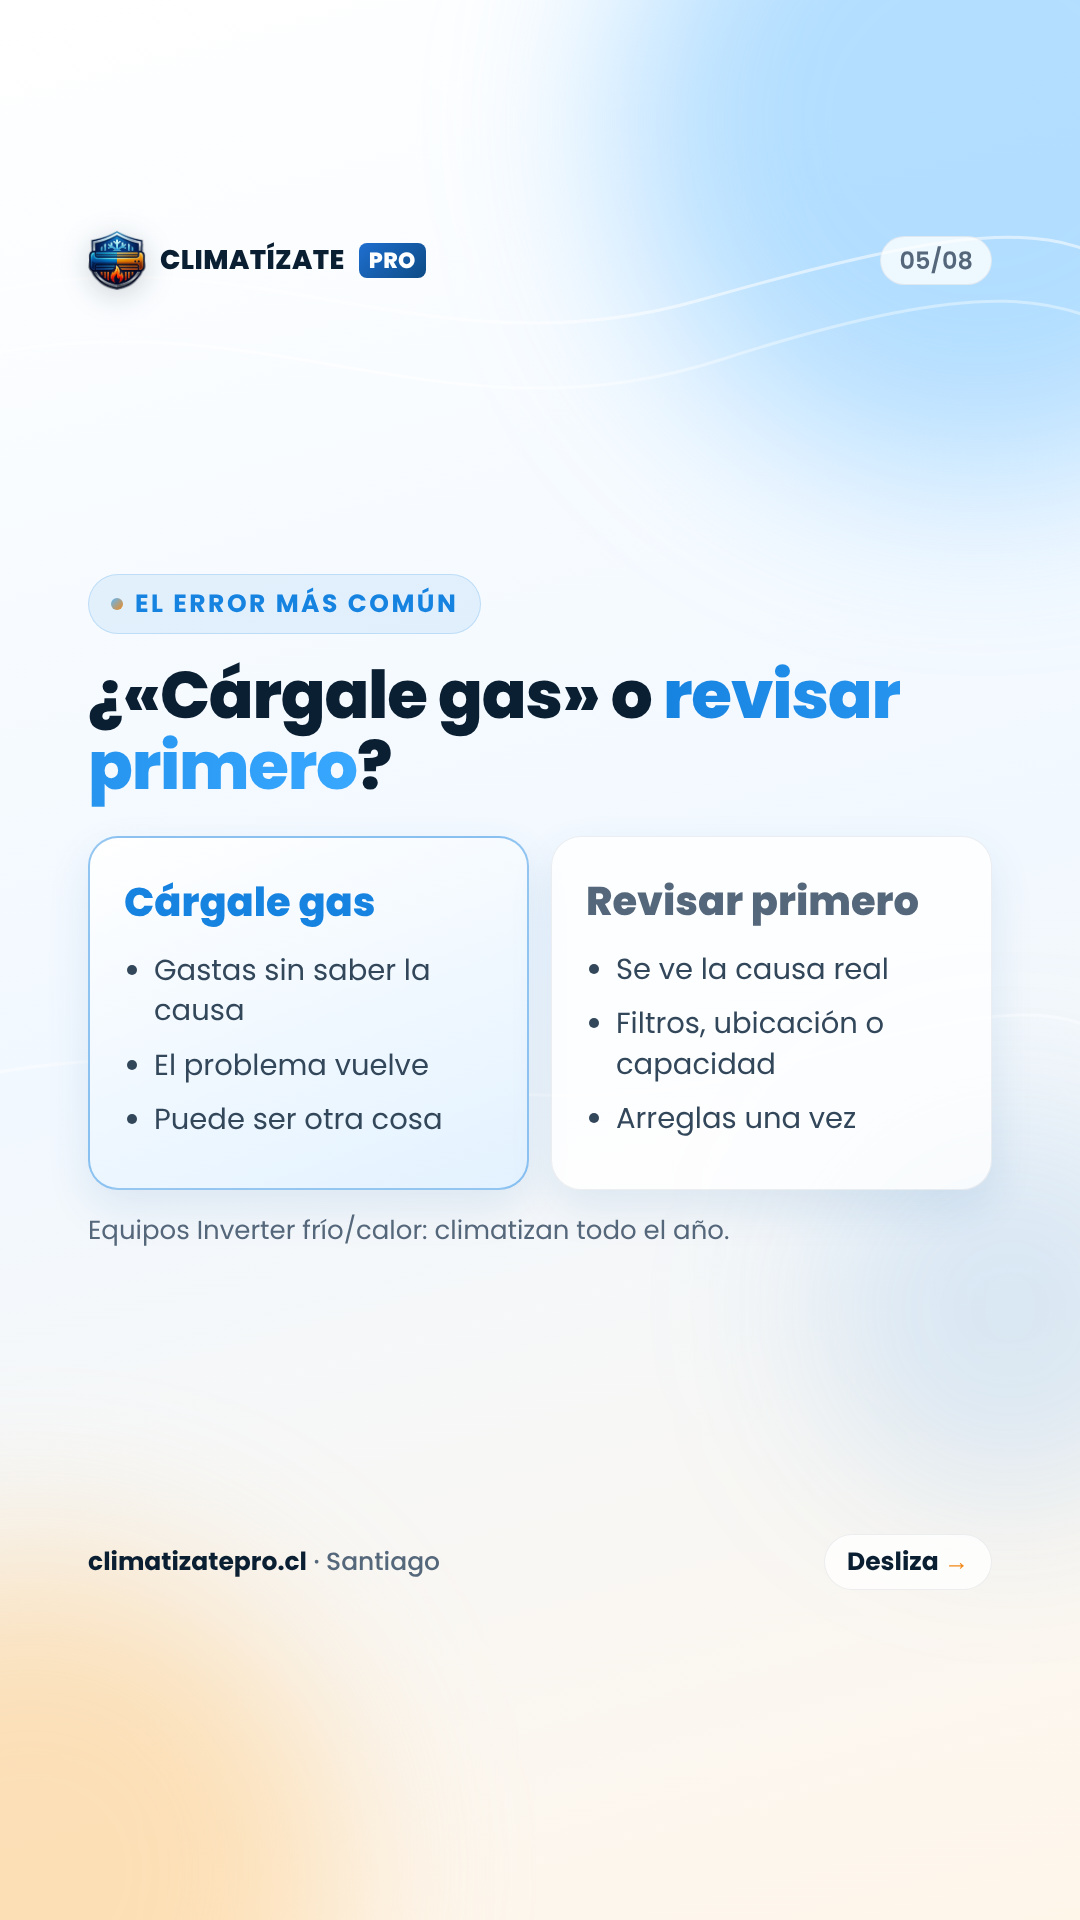 CLIMATÍZATE PRO
05/08
EL ERROR MÁS COMÚN
¿«Cárgale gas» o revisar
primero?
Cárgale gas
• Gastas sin saber la
causa
• El problema vuelve
• Puede ser otra cosa
Revisar primero
• Se ve la causa real
• Filtros, ubicación o
capacidad
• Arreglas una vez
Equipos Inverter frío/calor: climatizan todo el año.
climatizatepro.cl · Santiago
Desliza →